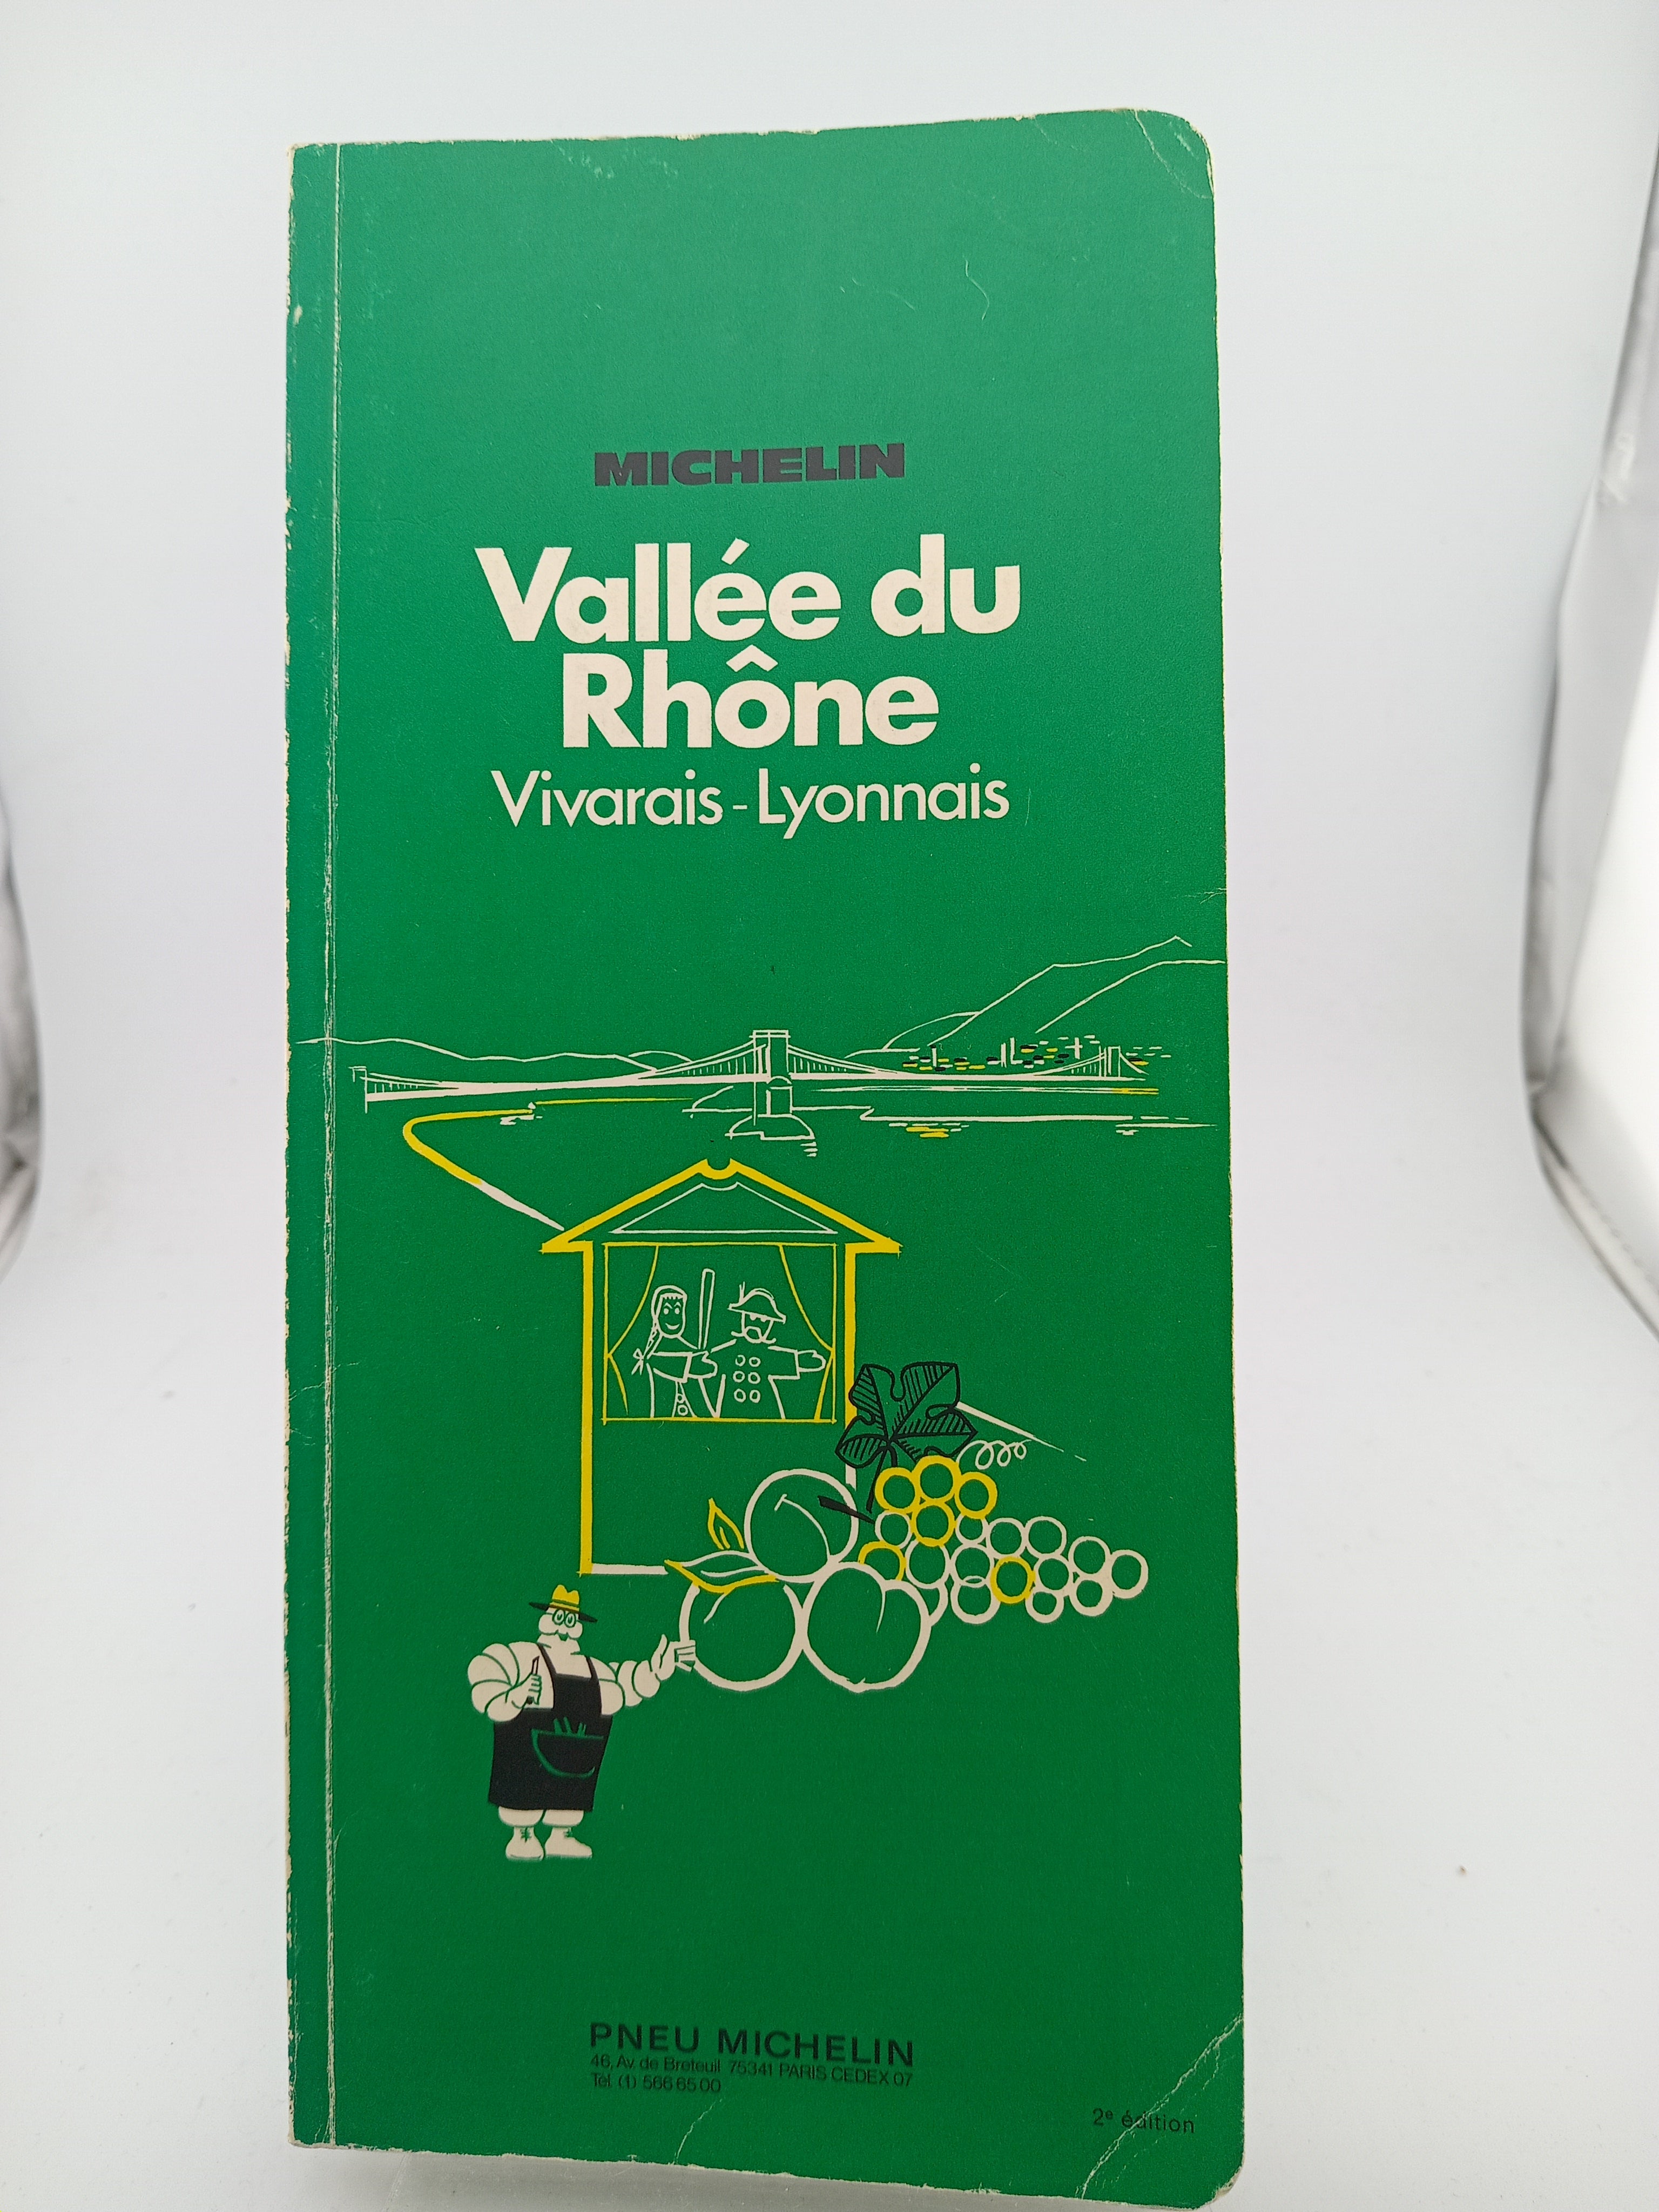 MICHELIN
Vallée du
Rhône
Vivarais - Lyonnais
PNEU MICHELIN
46, Av. de Breteuil 75341 PARIS CEDEX 07
Tel. (1) 566 65 00
2e édition